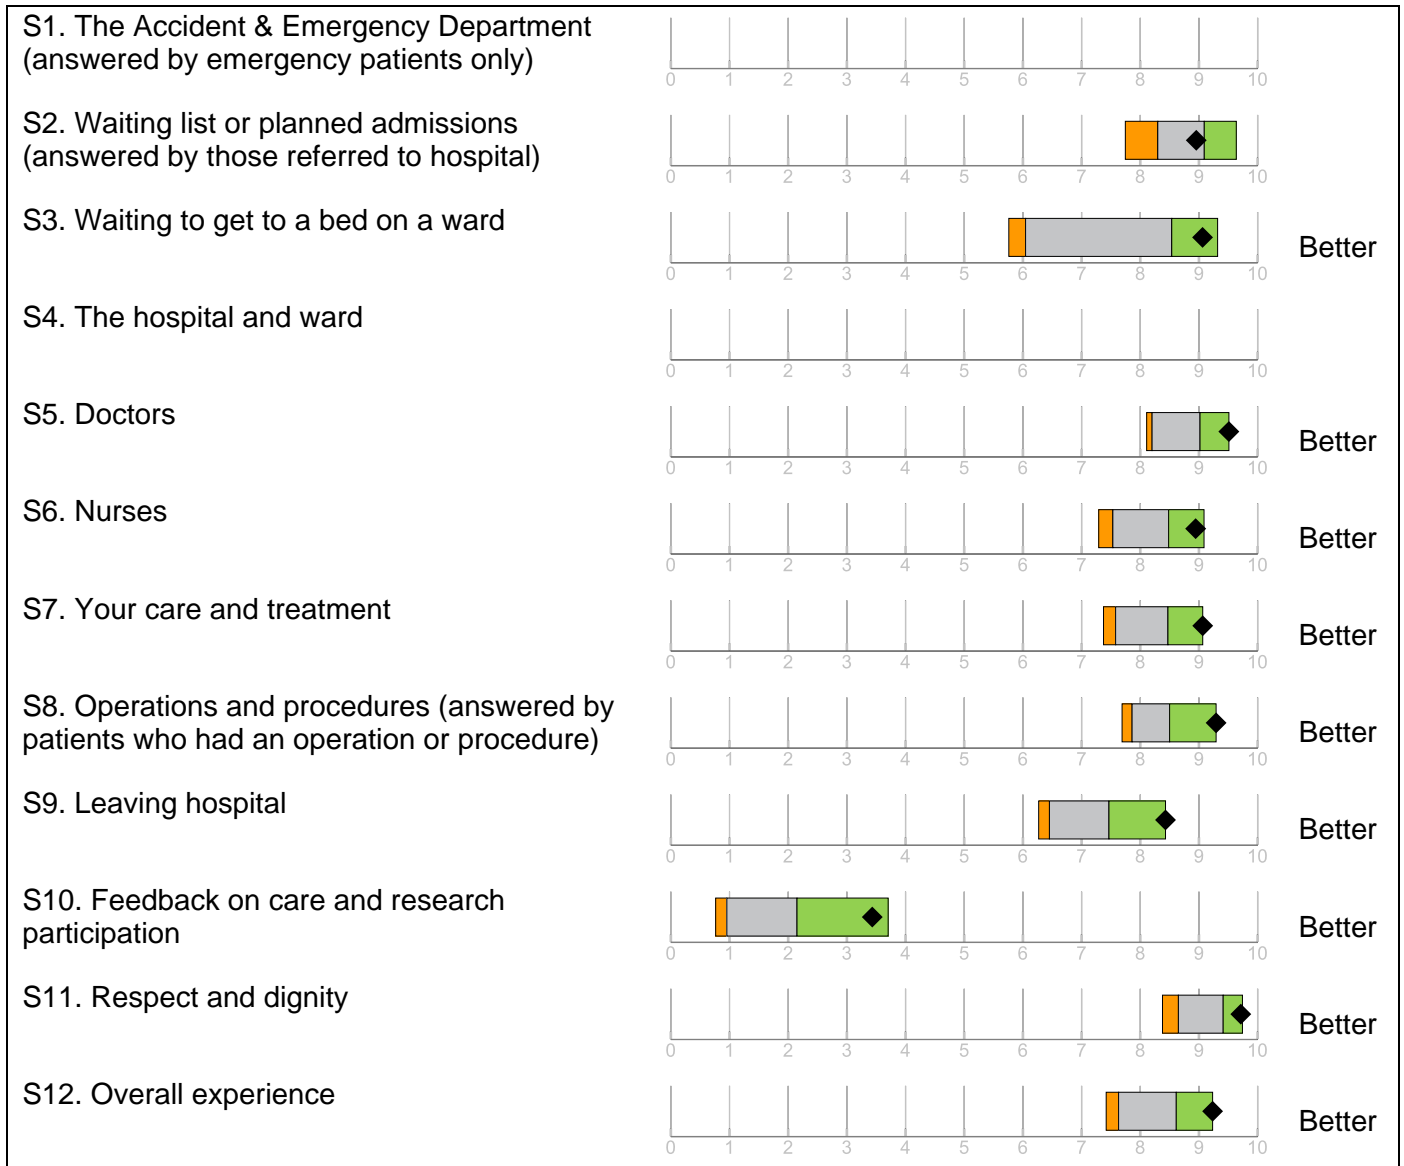 S1. The Accident & Emergency Department
(answered by emergency patients only)
0 1 2 3 4 5 6 7 8 9 10
S2. Waiting list or planned admissions
(answered by those referred to hospital)
0 1 2 3 4 5 6 7 8 9 10
S3. Waiting to get to a bed on a ward
Better
0 1 2 3 4 5 6 7 8 9 10
S4. The hospital and ward
0 1 2 3 4 5 6 7 8 9 10
S5. Doctors
Better
0 1 2 3 4 5 6 7 8 9 10
S6. Nurses
Better
0 1 2 3 4 5 6 7 8 9 10
S7. Your care and treatment
Better
0 1 2 3 4 5 6 7 8 9 10
S8. Operations and procedures (answered by
patients who had an operation or procedure)
Better
0 1 2 3 4 5 6 7 8 9 10
S9. Leaving hospital
Better
0 1 2 3 4 5 6 7 8 9 10
S10. Feedback on care and research
participation
Better
0 1 2 3 4 5 6 7 8 9 10
S11. Respect and dignity
Better
0 1 2 3 4 5 6 7 8 9 10
S12. Overall experience
Better
0 1 2 3 4 5 6 7 8 9 10